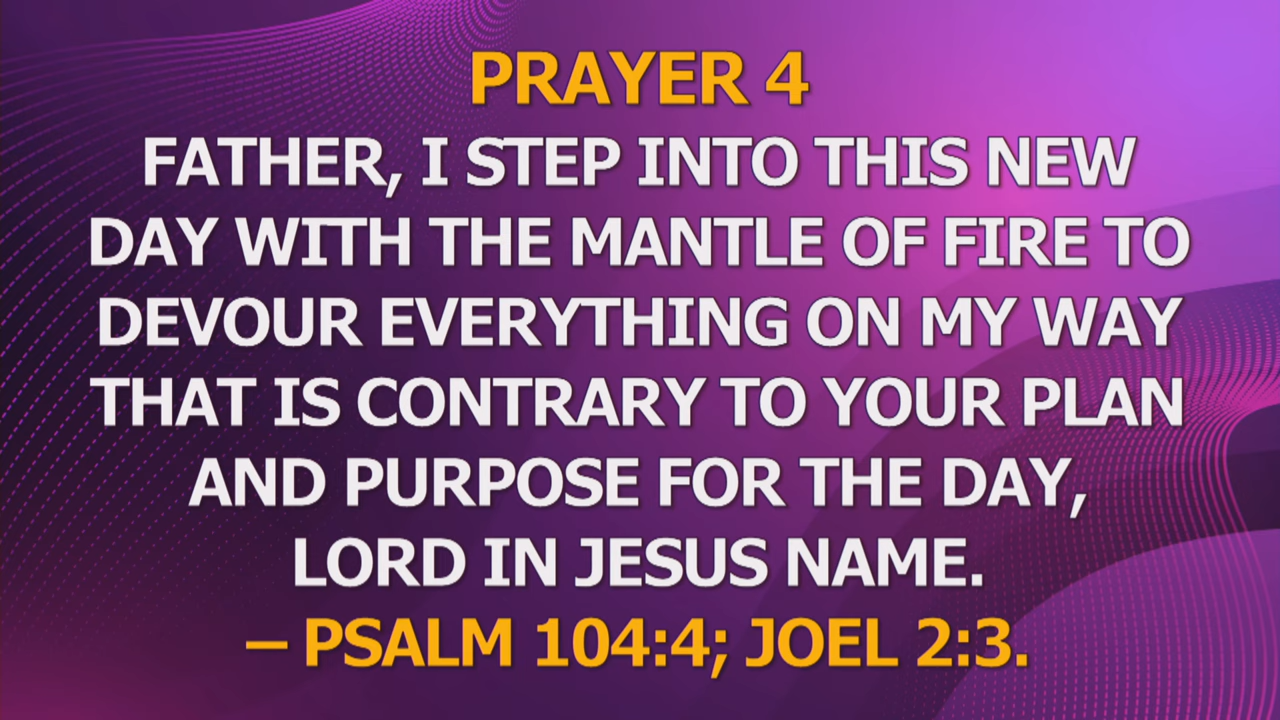 PRAYER 4
FATHER, I STEP INTO THIS NEW
DAY WITH THE MANTLE OF FIRE TO
DEVOUR EVERYTHING ON MY WAY
THAT IS CONTRARY TO YOUR PLAN
AND PURPOSE FOR THE DAY,
LORD IN JESUS NAME.
– PSALM 104:4; JOEL 2:3.